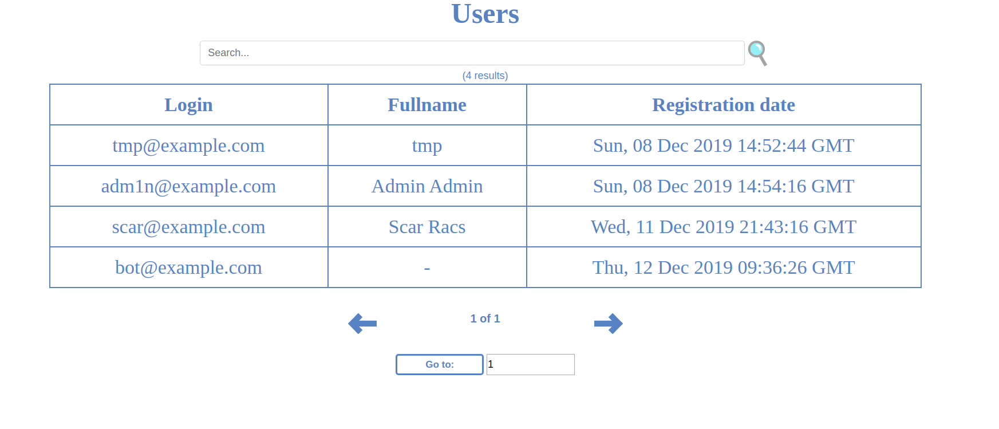 Users
Search...
(4 results)
Login Fullname Registration date
tmp@example.com tmp Sun, 08 Dec 2019 14:52:44 GMT
adm1n@example.com Admin Admin Sun, 08 Dec 2019 14:54:16 GMT
scar@example.com Scar Racs Wed, 11 Dec 2019 21:43:16 GMT
bot@example.com - Thu, 12 Dec 2019 09:36:26 GMT
1 of 1
Go to: 1